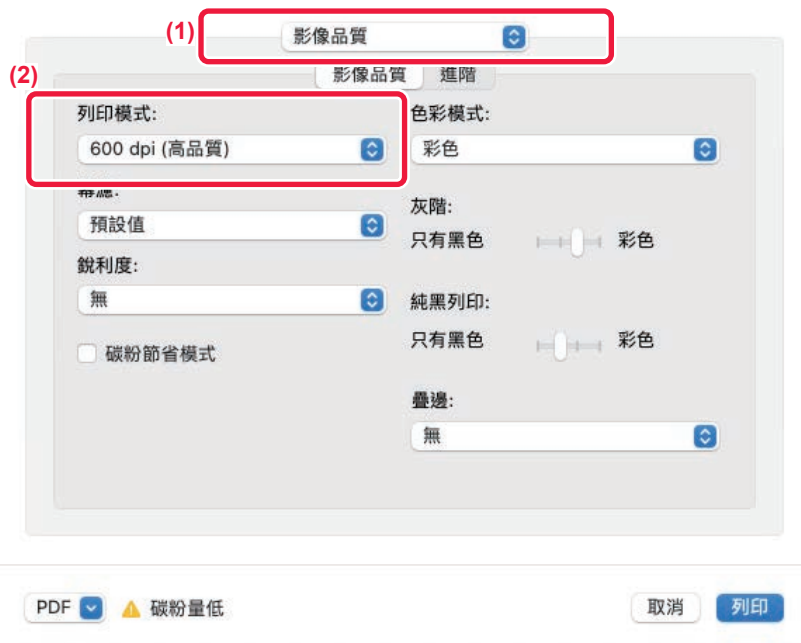 (1)
影像品質
(2)
影像品質 進階
列印模式:
600 dpi (高品質)
色彩模式:
彩色
幕濾:
預設值
銳利度:
無
碳粉節省模式
灰階:
只有黑色 彩色
純黑列印:
只有黑色 彩色
疊邊:
無
PDF 碳粉量低 取消 列印